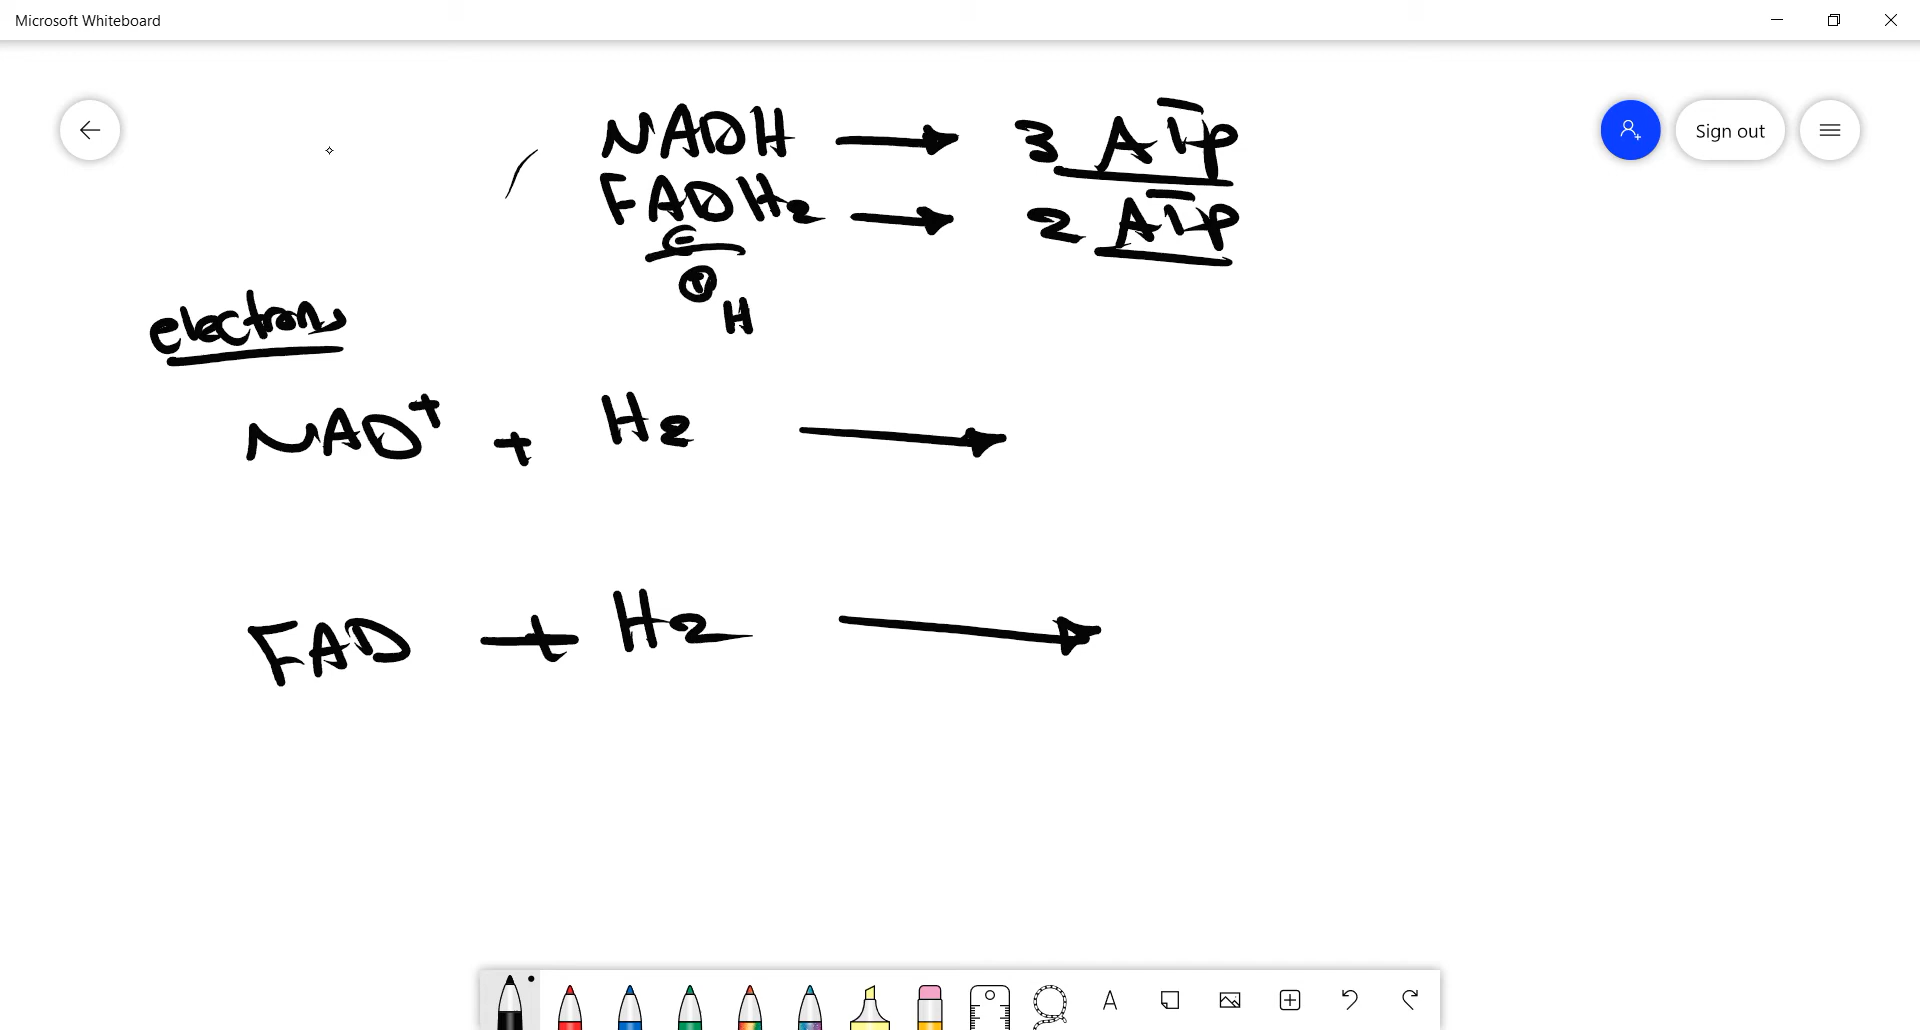 Microsoft Whiteboard
Sign out
NADH → 3 ATP
FADH2 → 2 ATP
H
electrons
NAD+ + H2 →
FAD + H2 →